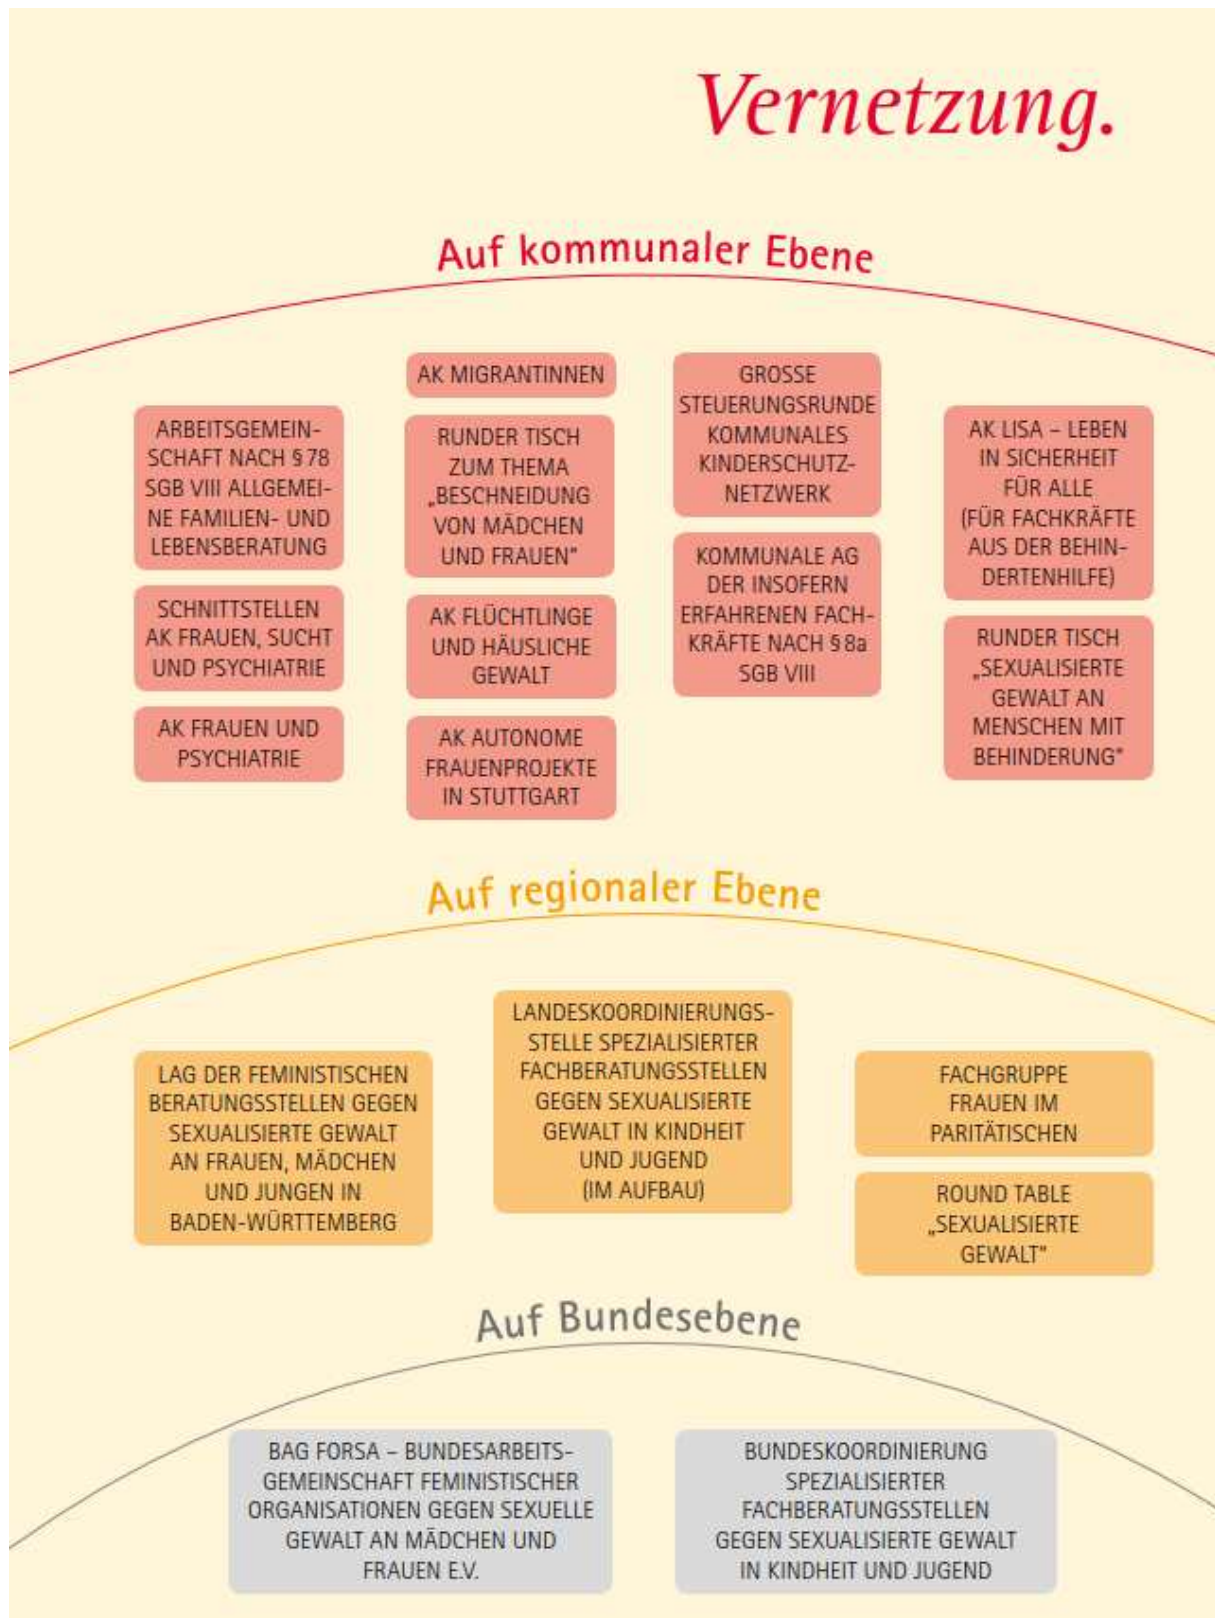 Vernetzung.
Auf kommunaler Ebene
ARBEITSGEMEIN-
SCHAFT NACH § 78
SGB VIII ALLGEMEI-
NE FAMILIEN- UND
LEBENSBERATUNG
SCHNITTSTELLEN
AK FRAUEN, SUCHT
UND PSYCHIATRIE
AK FRAUEN UND
PSYCHIATRIE
AK MIGRANTINNEN
RUNDER TISCH
ZUM THEMA
„BESCHNEIDUNG
VON MÄDCHEN
UND FRAUEN“
AK FLÜCHTLINGE
UND HÄUSLICHE
GEWALT
AK AUTONOME
FRAUENPROJEKTE
IN STUTTGART
GROSSE
STEUERUNGSRUNDE
KOMMUNALES
KINDERSCHUTZ-
NETZWERK
KOMMUNALE AG
DER INSOFERN
ERFAHRENEN FACH-
KRÄFTE NACH § 8a
SGB VIII
AK LISA – LEBEN
IN SICHERHEIT
FÜR ALLE
(FÜR FACHKRÄFTE
AUS DER BEHIN-
DERTENHILFE)
RUNDER TISCH
„SEXUALISIERTE
GEWALT AN
MENSCHEN MIT
BEHINDERUNG“
Auf regionaler Ebene
LAG DER FEMINISTISCHEN
BERATUNGSSTELLEN GEGEN
SEXUALISIERTE GEWALT
AN FRAUEN, MÄDCHEN
UND JUNGEN IN
BADEN-WÜRTTEMBERG
LANDESKOORDINIERUNGS-
STELLE SPEZIALISIERTER
FACHBERATUNGSSTELLEN
GEGEN SEXUALISIERTE
GEWALT IN KINDHEIT
UND JUGEND
(IM AUFBAU)
FACHGRUPPE
FRAUEN IM
PARITÄTISCHEN
ROUND TABLE
„SEXUALISIERTE
GEWALT“
Auf Bundesebene
BAG FORSA – BUNDESARBEITS-
GEMEINSCHAFT FEMINISTISCHER
ORGANISATIONEN GEGEN SEXUELLE
GEWALT AN MÄDCHEN UND
FRAUEN E.V.
BUNDESKOORDINIERUNG
SPEZIALISIERTER
FACHBERATUNGSSTELLEN
GEGEN SEXUALISIERTE GEWALT
IN KINDHEIT UND JUGEND